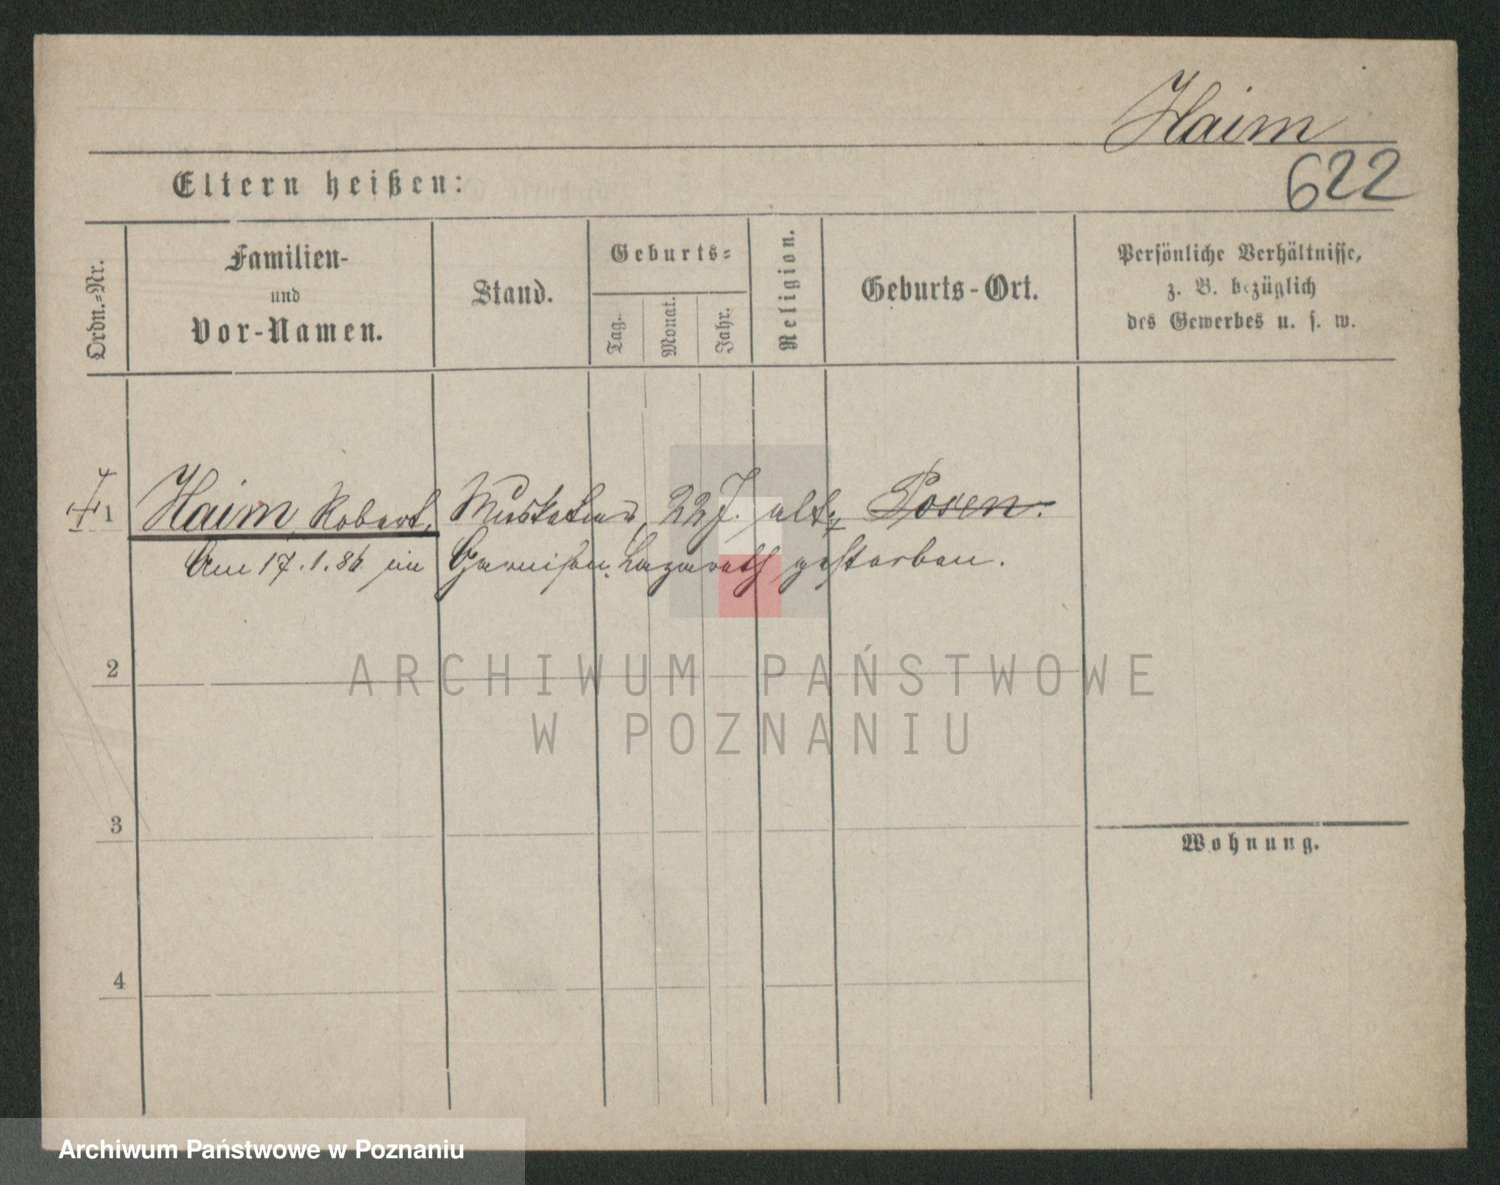 Haim
622
Eltern heißen:
Ordn.-Nr.
Familien-
und
Vor-Namen.
Stand.
Geburts-
Tag.
Monat.
Jahr.
Religion.
Geburts-Ort.
Persönliche Verhältnisse,
z. B. bezüglich
des Gewerbes u. s. w.
1 Haim Robert, Musketier, 22 J. alt, Posen.
Am 17.1.86 im Garnison-Lazareth gestorben.
2
ARCHIWUM PAŃSTWOWE
W POZNANIU
3
Wohnung.
4
Archiwum Państwowe w Poznaniu